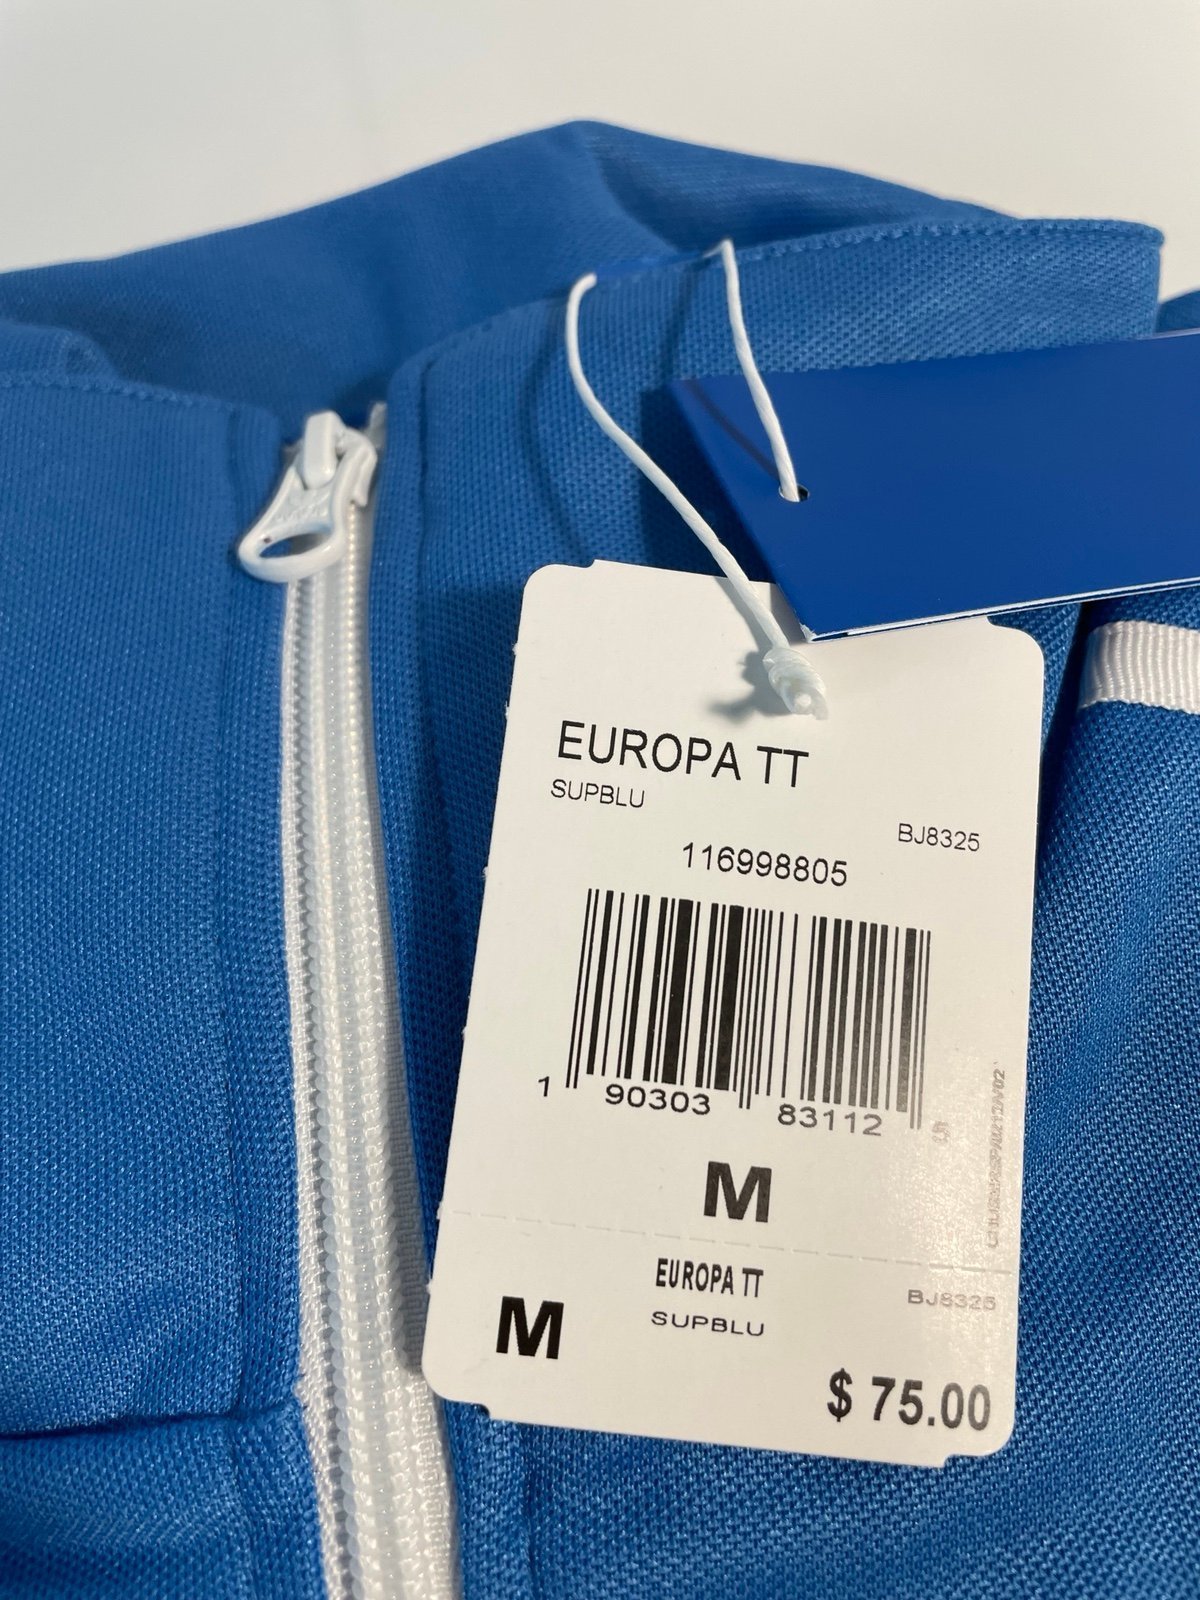 EUROPA TT
SUPBLU
BJ8325
116998805
1 90303 83112 5
M
EUROPA TT
BJ8325
M
SUPBLU
$ 75.00